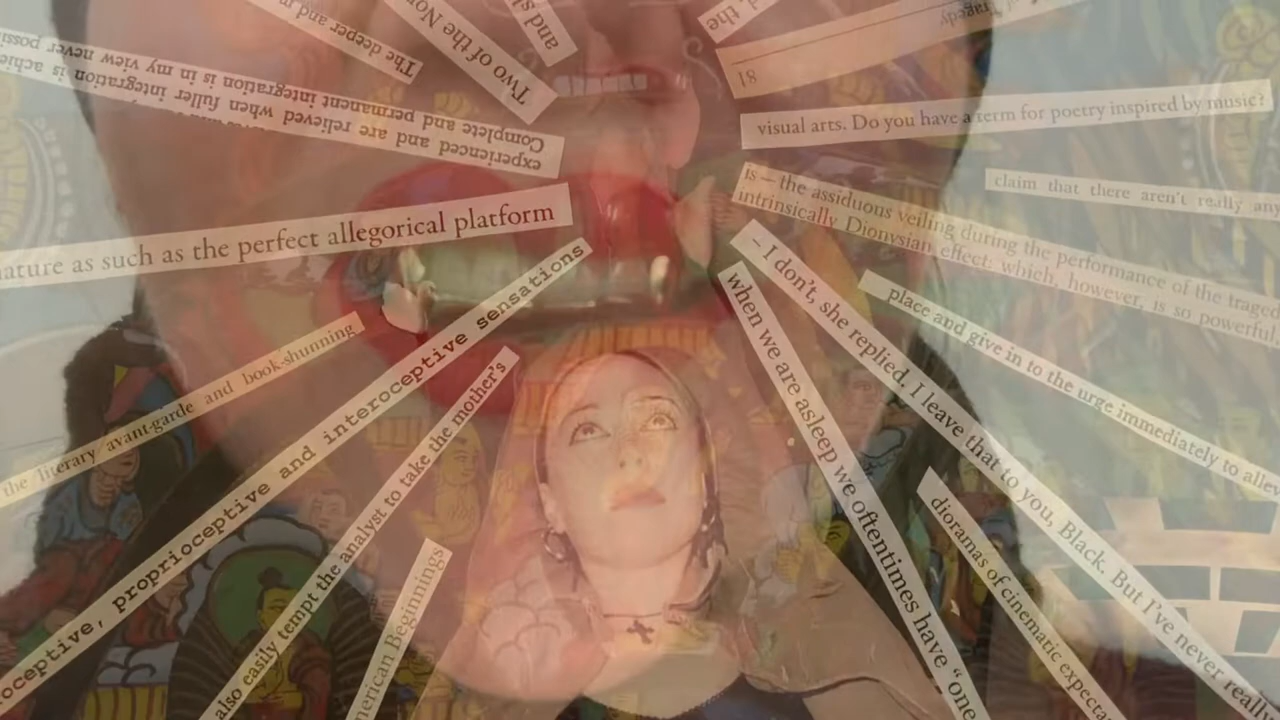 The deeper and m
Two of the Nor
and s
d the
18
tragedy
Complete and permanent integration is in my view never possi
experienced and are relieved when fuller integration is achie
visual arts. Do you have a term for poetry inspired by music?
claim that there aren't really any
is – the assiduous veiling during the performance of the traged
intrinsically Dionysian effect: which, however, is so powerful,
ature as such as the perfect allegorical platform
– I don't, she replied, I leave that to you, Black. But I've never really
place and give in to the urge immediately to allev
when we are asleep we oftentimes have “one
the literary avant-garde and book-shunning
oceptive, proprioceptive and interoceptive sensations
also easily tempt the analyst to take the mother's
merican Beginnings
dioramas of cinematic expecta